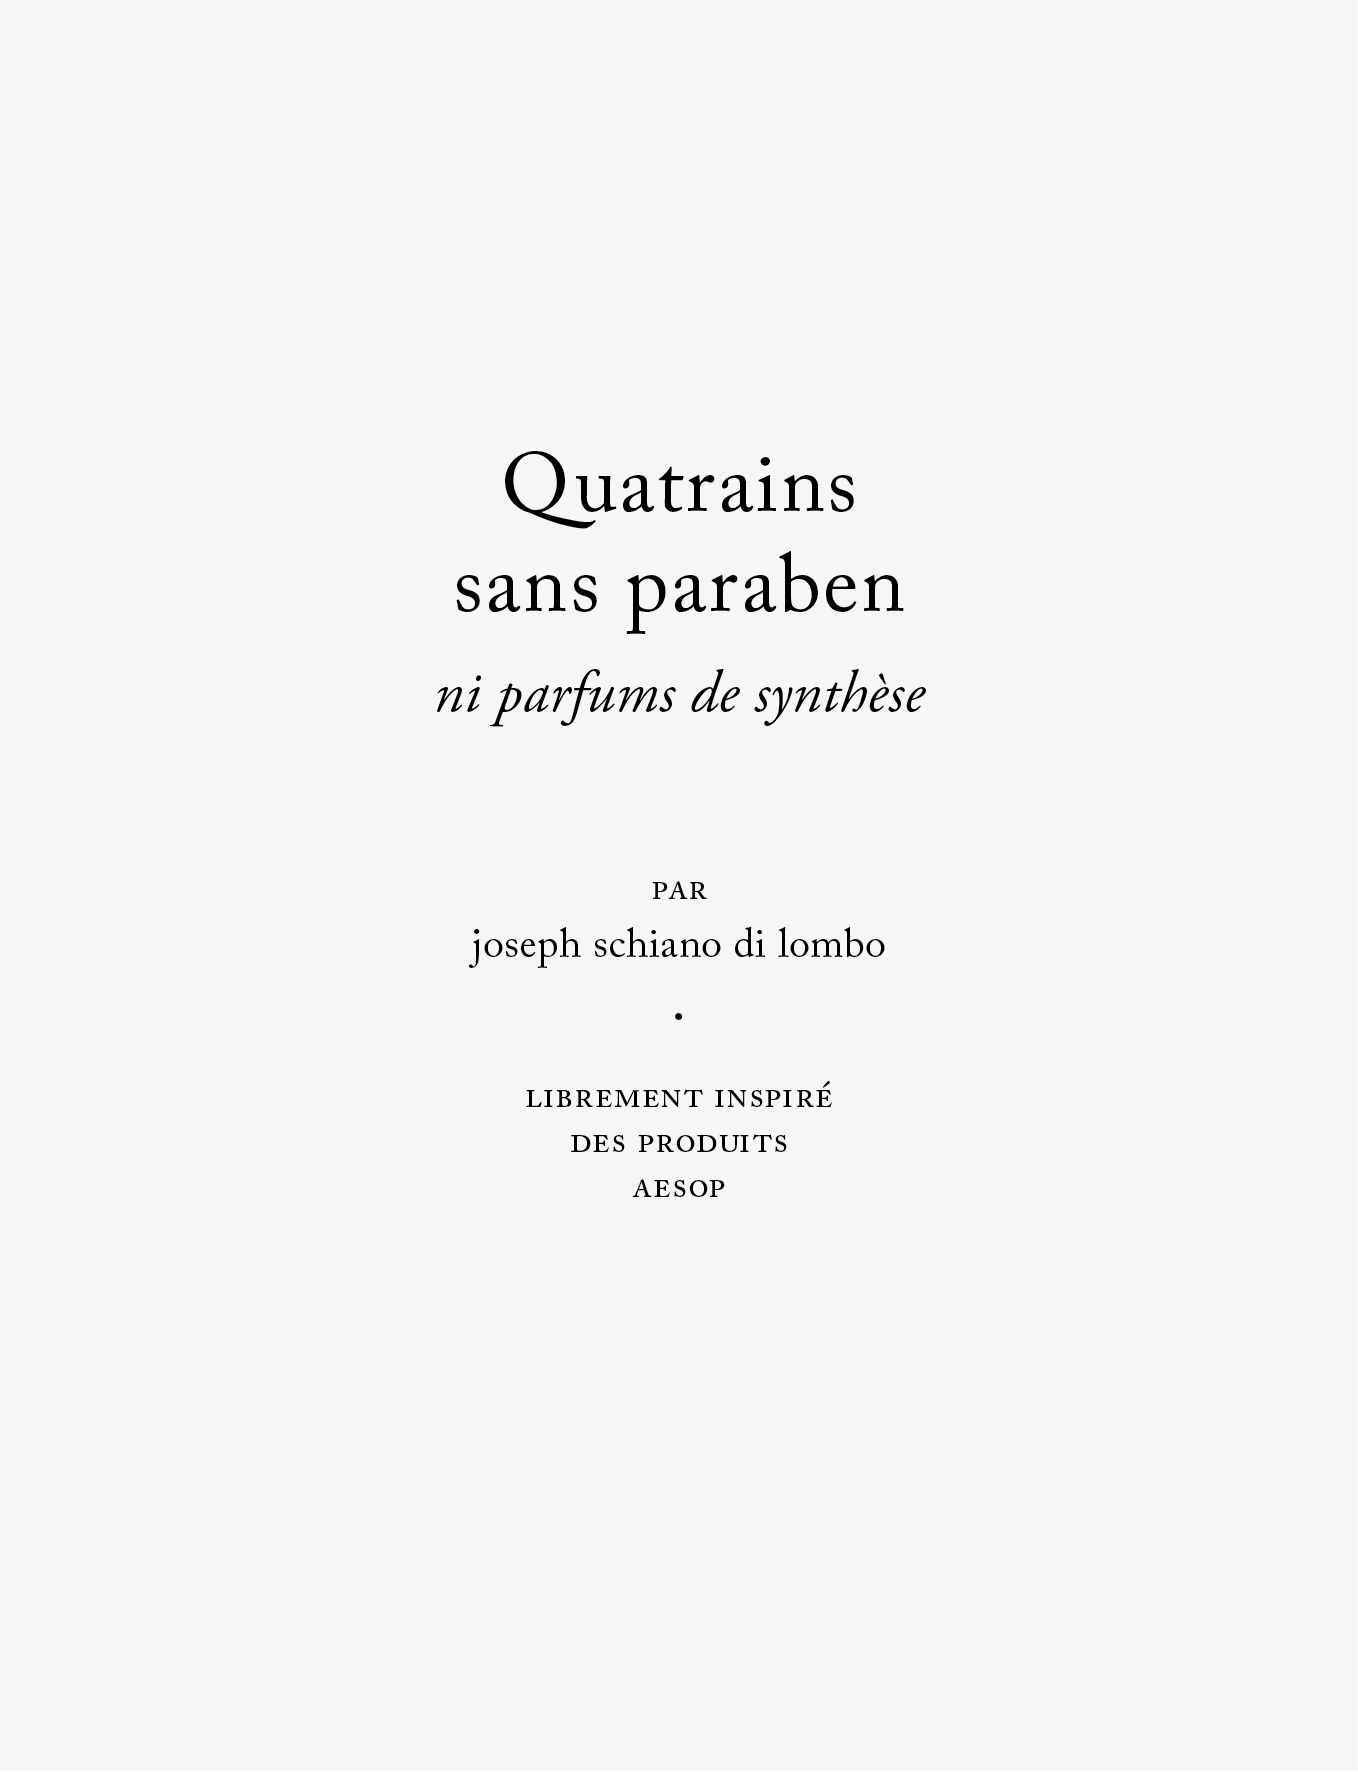 Quatrains
sans paraben
ni parfums de synthèse
PAR
joseph schiano di lombo
·
LIBREMENT INSPIRÉ
DES PRODUITS
AESOP